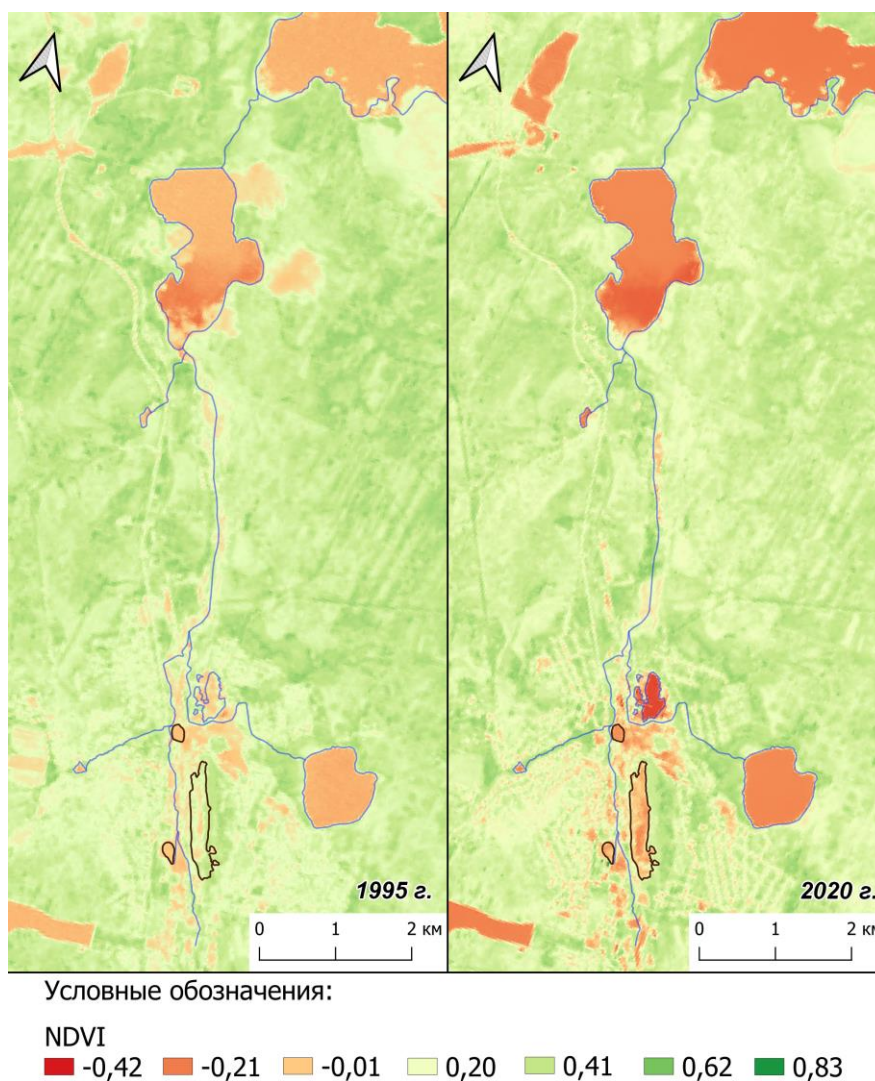 1995 г.
0 1 2 км
2020 г.
0 1 2 км
Условные обозначения:
NDVI
-0,42 -0,21 -0,01 0,20 0,41 0,62 0,83